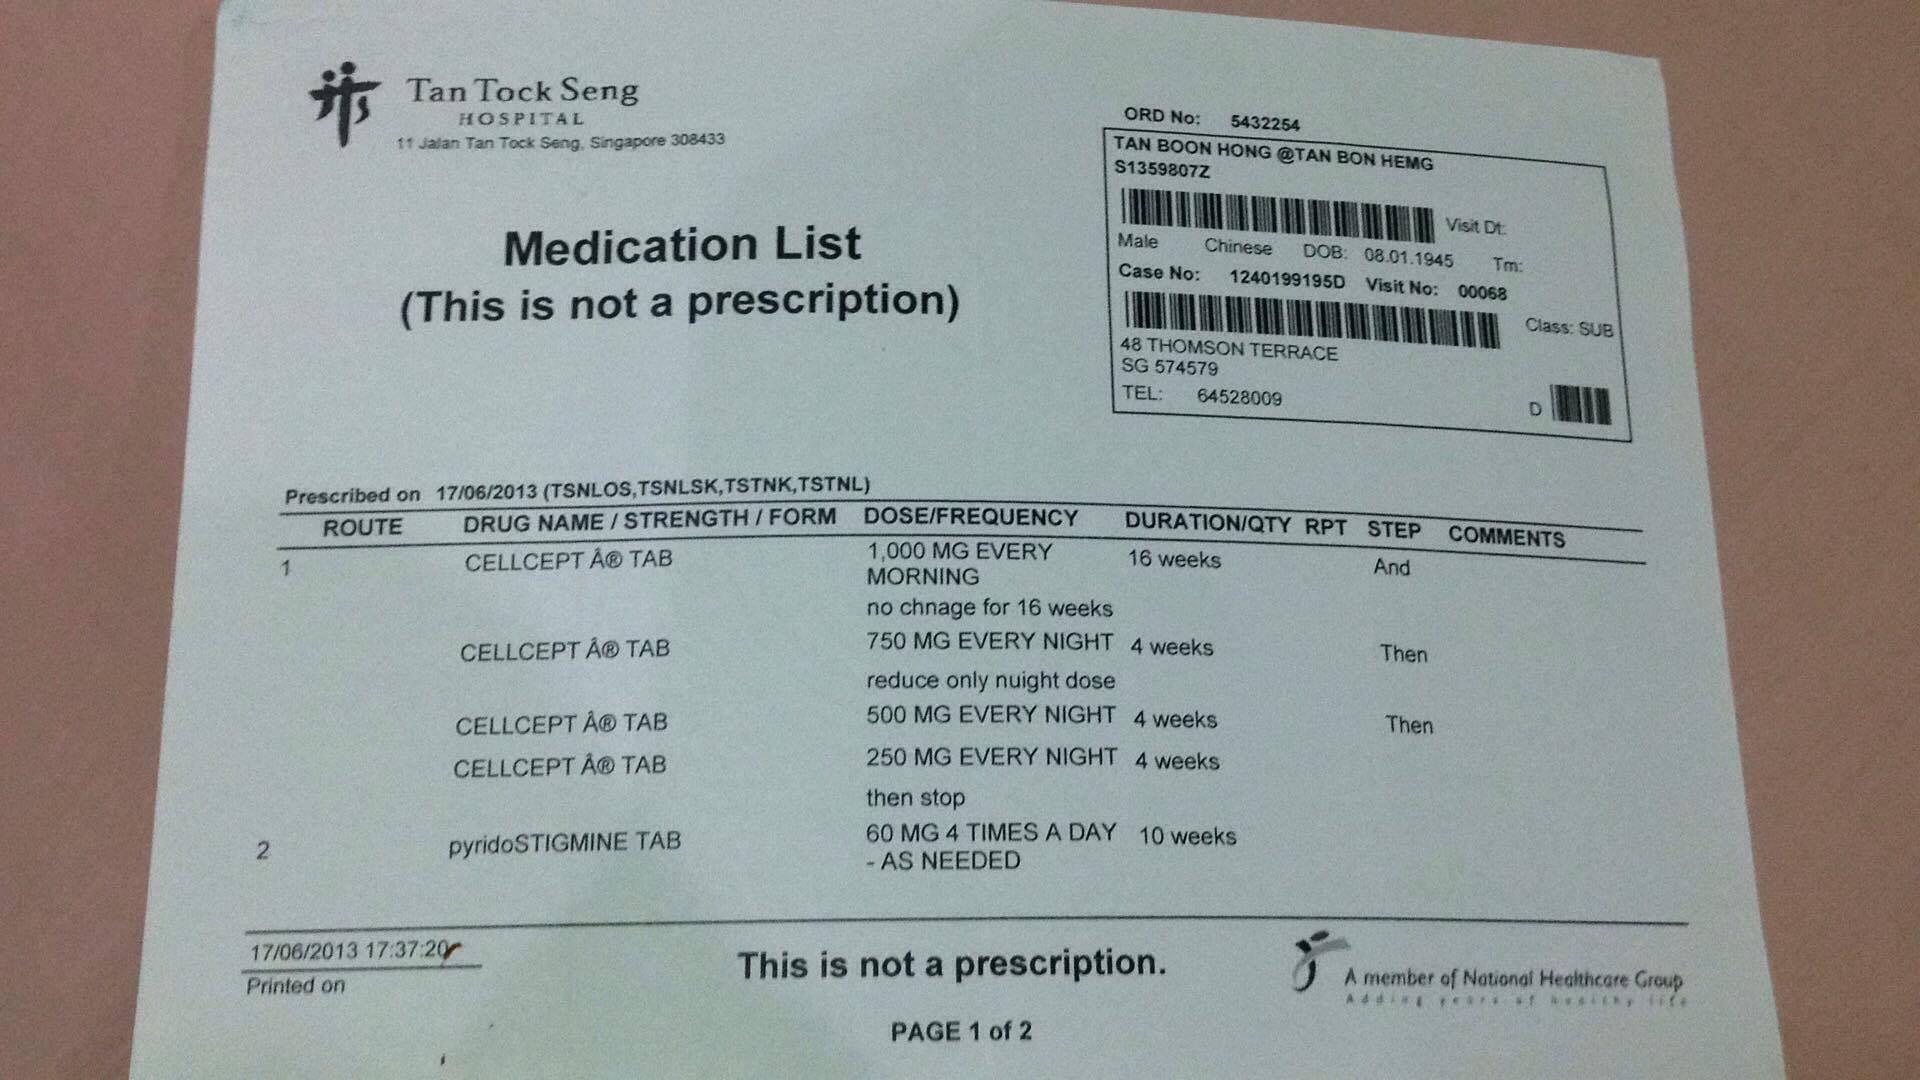 Tan Tock Seng
HOSPITAL
11 Jalan Tan Tock Seng, Singapore 308433
Medication List
(This is not a prescription)
ORD No: 5432254
TAN BOON HONG @TAN BON HEMG
S1359807Z
Visit Dt:
Male Chinese DOB: 08.01.1945 Tm:
Case No: 1240199195D Visit No: 00068
Class: SUB
48 THOMSON TERRACE
SG 574579
TEL: 64528009
D
Prescribed on 17/06/2013 (TSNLOS,TSNLSK,TSTNK,TSTNL)
ROUTE DRUG NAME / STRENGTH / FORM DOSE/FREQUENCY DURATION/QTY RPT STEP COMMENTS
1 CELLCEPT Â® TAB 1,000 MG EVERY 16 weeks And
MORNING
no chnage for 16 weeks
CELLCEPT Â® TAB 750 MG EVERY NIGHT 4 weeks Then
reduce only nuight dose
CELLCEPT Â® TAB 500 MG EVERY NIGHT 4 weeks Then
CELLCEPT Â® TAB 250 MG EVERY NIGHT 4 weeks
then stop
2 pyridoSTIGMINE TAB 60 MG 4 TIMES A DAY 10 weeks
- AS NEEDED
17/06/2013 17:37:20
Printed on
This is not a prescription.
A member of National Healthcare Group
Adding years of healthy life
PAGE 1 of 2